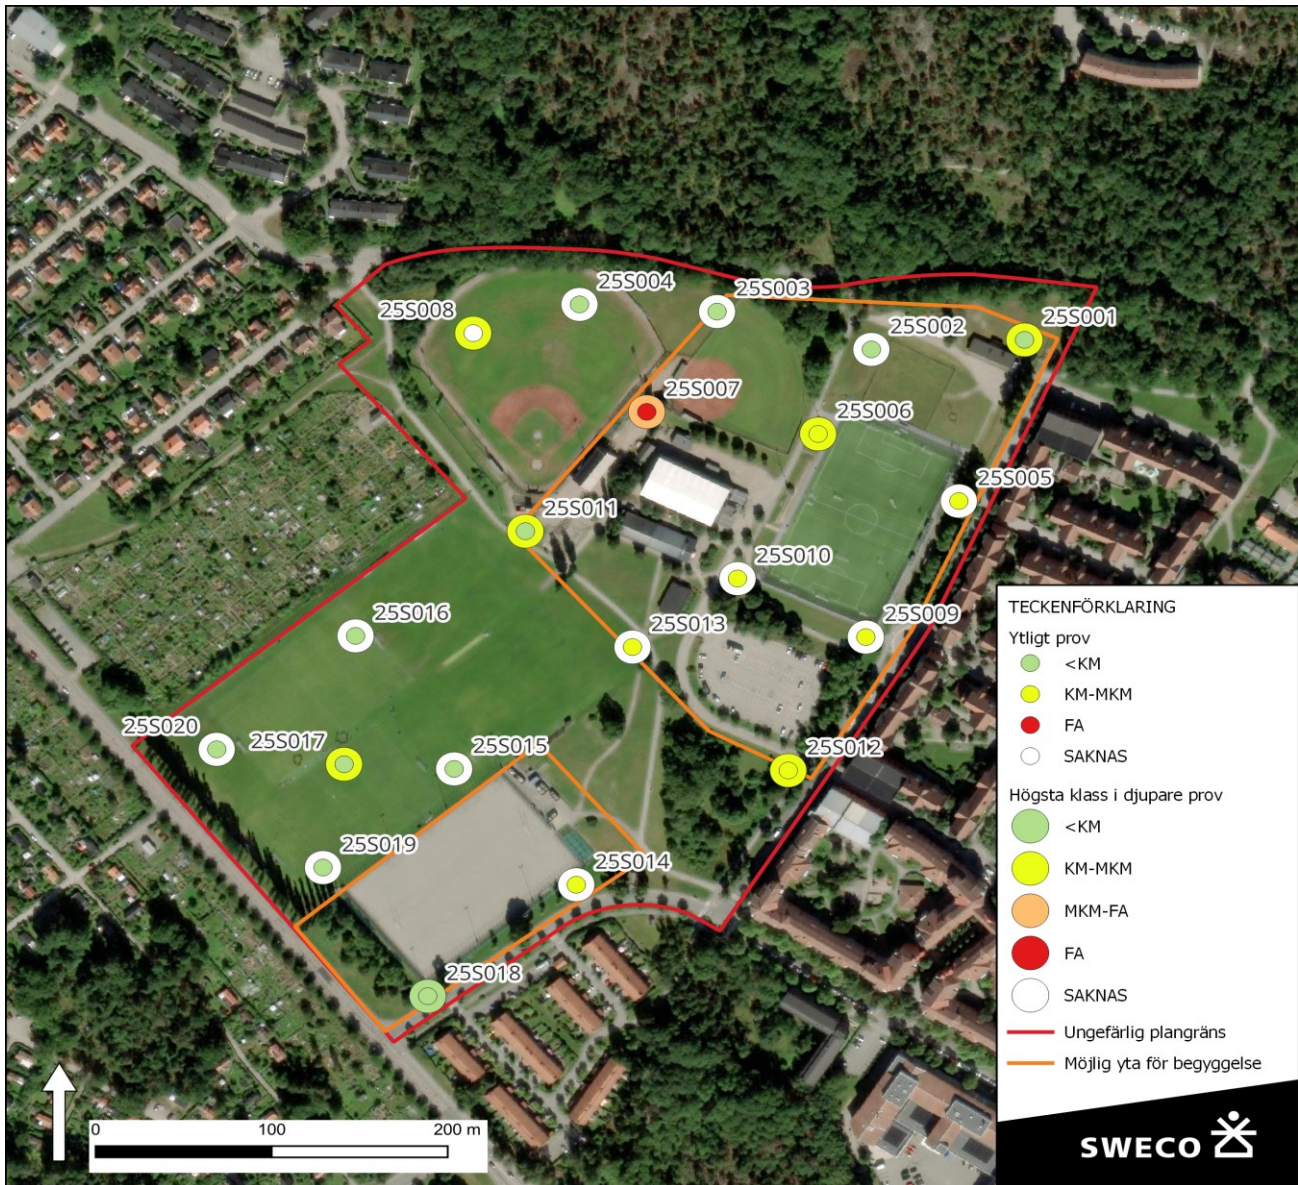 25S004
25S003
25S008
25S002
25S001
25S007
25S006
25S005
25S011
25S010
25S016
25S013
25S009
25S020
25S017
25S015
25S012
25S019
25S014
25S018
TECKENFÖRKLARING
Ytligt prov
<KM
KM-MKM
FA
SAKNAS
Högsta klass i djupare prov
<KM
KM-MKM
MKM-FA
FA
SAKNAS
Ungefärlig plangräns
Möjlig yta för begyggelse
0 100 200 m
SWECO